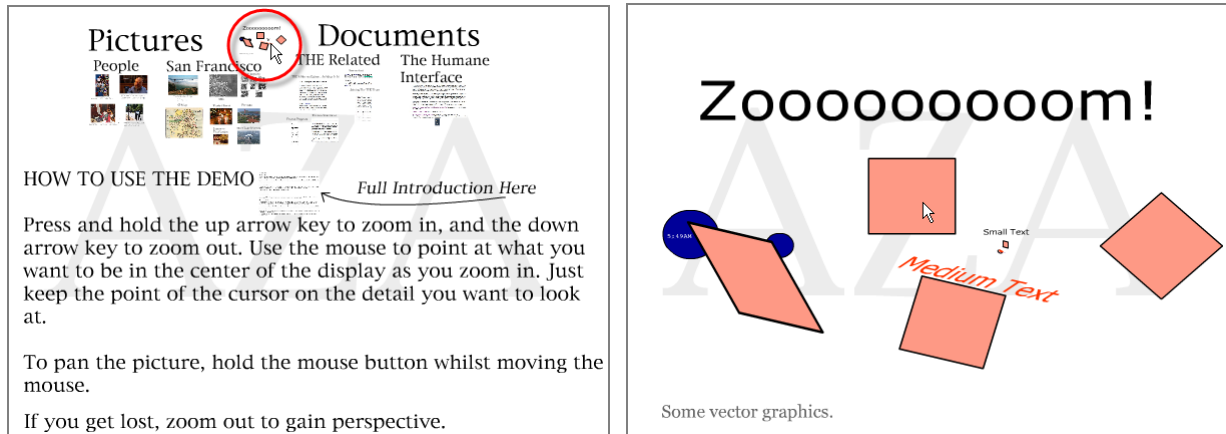 Zooooooooom!
Pictures
Documents
People
San Francisco
THE Related
The Humane
Interface
HOW TO USE THE DEMO
Full Introduction Here
Press and hold the up arrow key to zoom in, and the down
arrow key to zoom out. Use the mouse to point at what you
want to be in the center of the display as you zoom in. Just
keep the point of the cursor on the detail you want to look
at.
To pan the picture, hold the mouse button whilst moving the
mouse.
If you get lost, zoom out to gain perspective.
AZA
Zooooooooom!
5:49AM
Small Text
Medium Text
AZA
Some vector graphics.